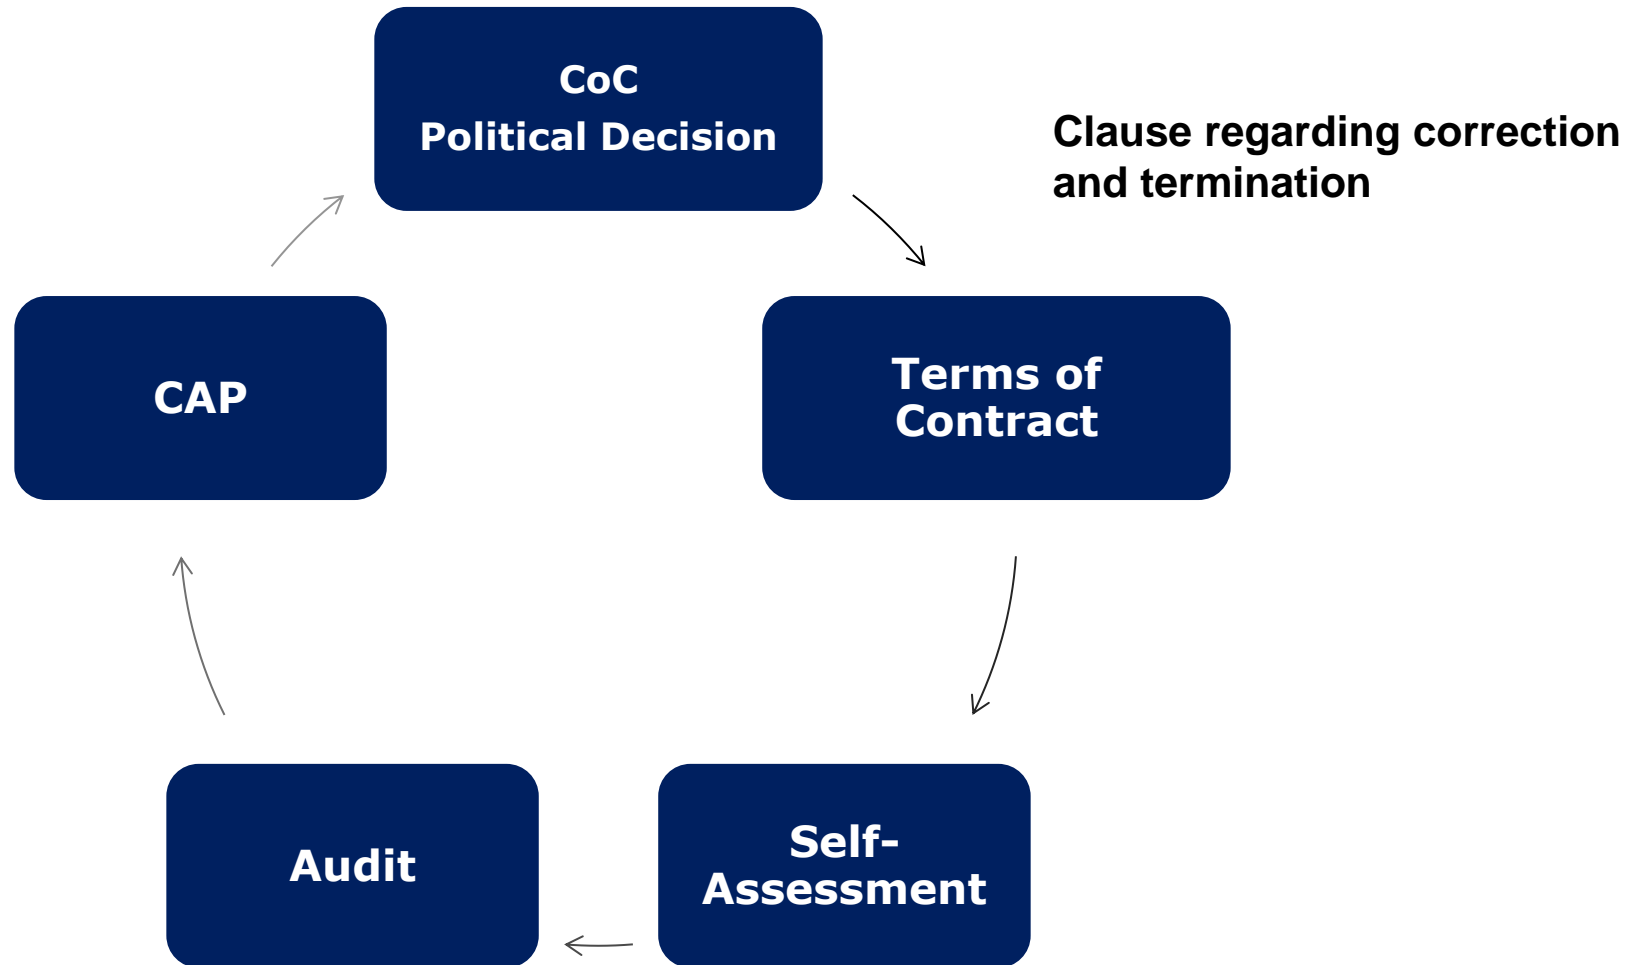 CoC
Political Decision
Clause regarding correction
and termination
CAP
Terms of
Contract
Audit
Self-
Assessment